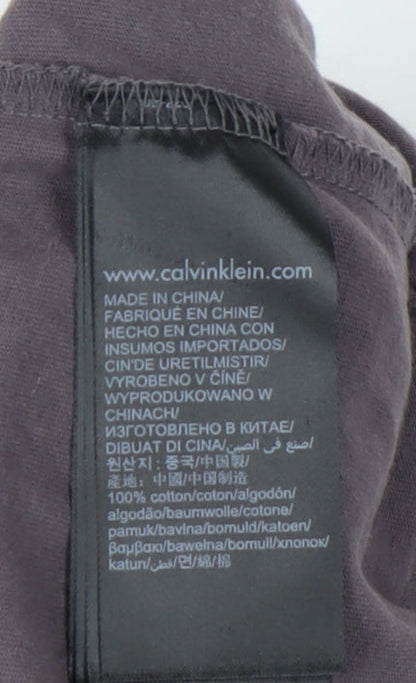 www.calvinklein.com
MADE IN CHINA/
FABRIQUÉ EN CHINE/
HECHO EN CHINA CON
INSUMOS IMPORTADOS/
CIN'DE URETILMISTIR/
VYROBENO V ČÍNĚ/
WYPRODUKOWANO W
CHINACH/
ИЗГОТОВЛЕНО В КИТАЕ/
DIBUAT DI CINA/صنع في الصين/
원산지 : 중국/中国製/
產地: 中國/中国制造
100% cotton/coton/algodón/
algodão/baumwolle/cotone/
pamuk/bavlna/bomuld/katoen/
βαμβακι/bawełna/bomull/хлопок/
katun/قطن/면/綿/棉